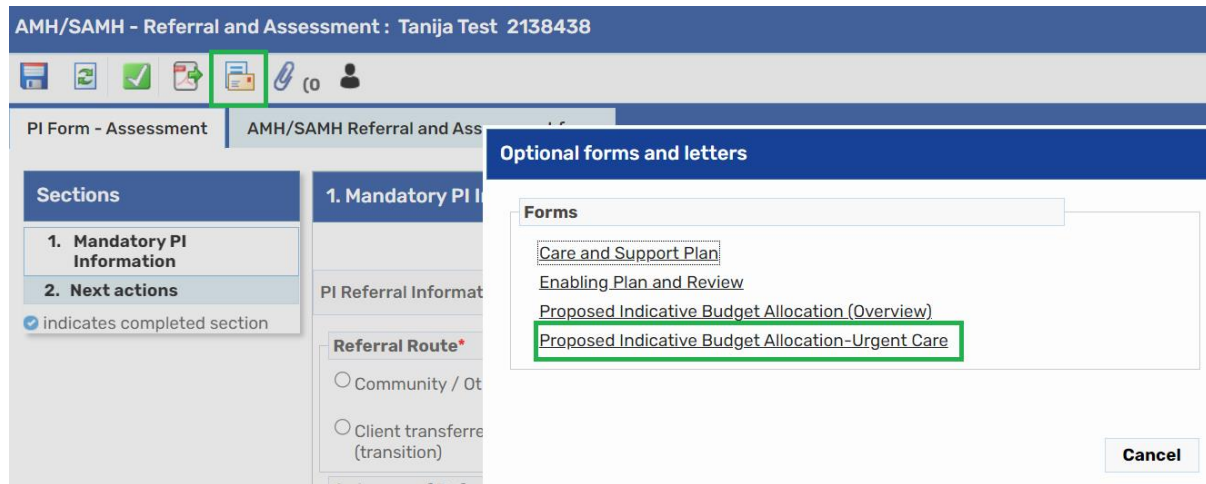 AMH/SAMH - Referral and Assessment : Tanija Test 2138438
(0
PI Form - Assessment
AMH/SAMH Referral and Ass
Sections
1. Mandatory PI
Information
2. Next actions
indicates completed section
1. Mandatory PI I
PI Referral Informat
Referral Route*
Community / Ot
Client transferre
(transition)
Optional forms and letters
Forms
Care and Support Plan
Enabling Plan and Review
Proposed Indicative Budget Allocation (Overview)
Proposed Indicative Budget Allocation-Urgent Care
Cancel